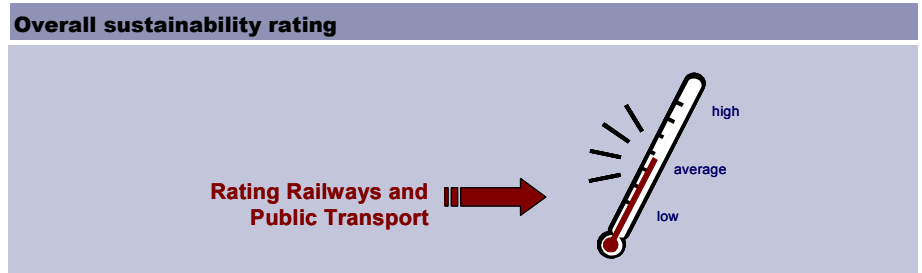 Overall sustainability rating
high
average
Rating Railways and
Public Transport
low